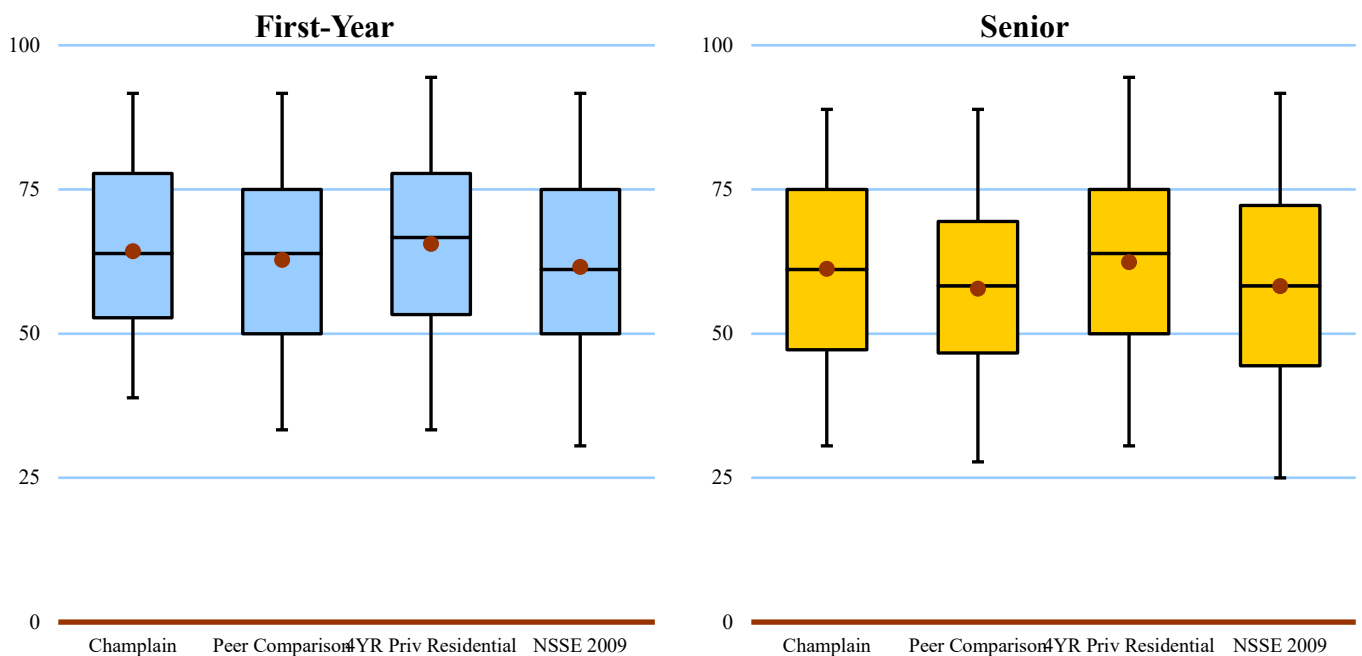 First-Year
100
75
50
25
0
Champlain Peer Comparison 4YR Priv Residential NSSE 2009
Senior
100
75
50
25
0
Champlain Peer Comparison 4YR Priv Residential NSSE 2009